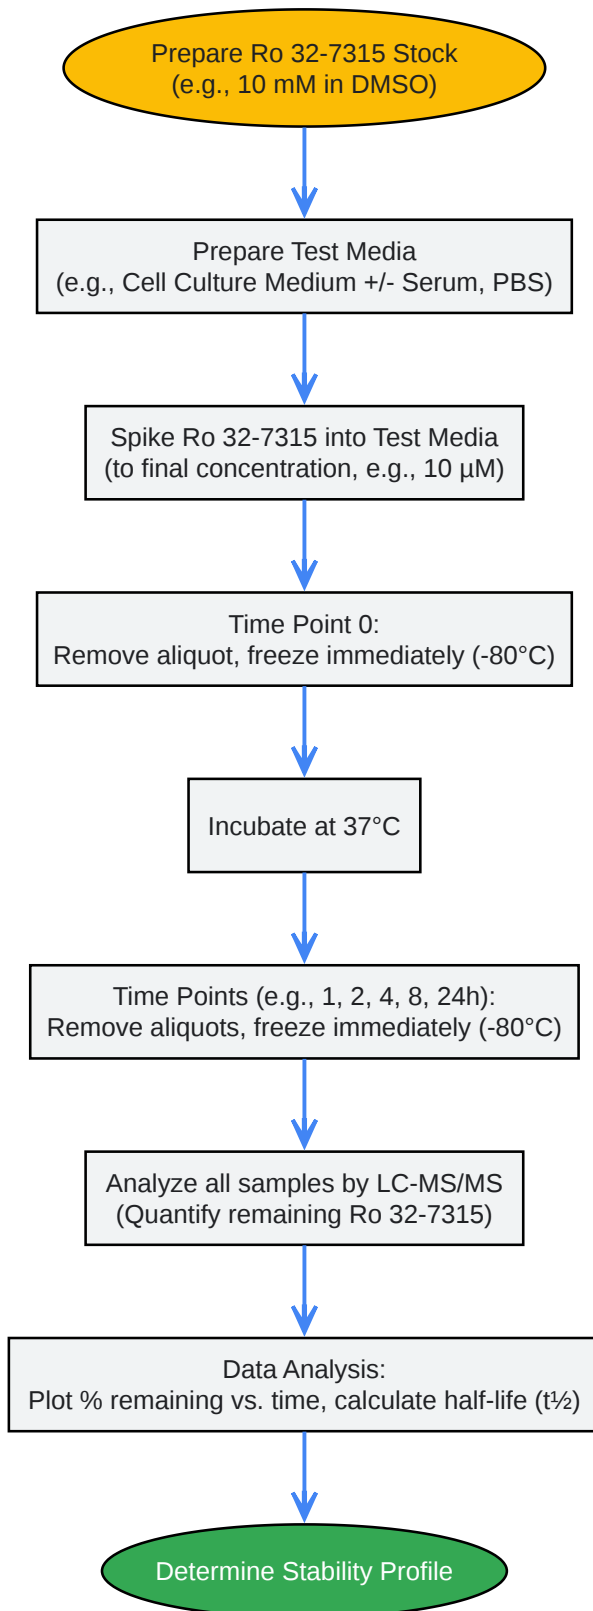 Prepare Ro 32-7315 Stock
(e.g., 10 mM in DMSO)
Prepare Test Media
(e.g., Cell Culture Medium +/- Serum, PBS)
Spike Ro 32-7315 into Test Media
(to final concentration, e.g., 10 µM)
Time Point 0:
Remove aliquot, freeze immediately (-80°C)
Incubate at 37°C
Time Points (e.g., 1, 2, 4, 8, 24h):
Remove aliquots, freeze immediately (-80°C)
Analyze all samples by LC-MS/MS
(Quantify remaining Ro 32-7315)
Data Analysis:
Plot % remaining vs. time, calculate half-life (t½)
Determine Stability Profile